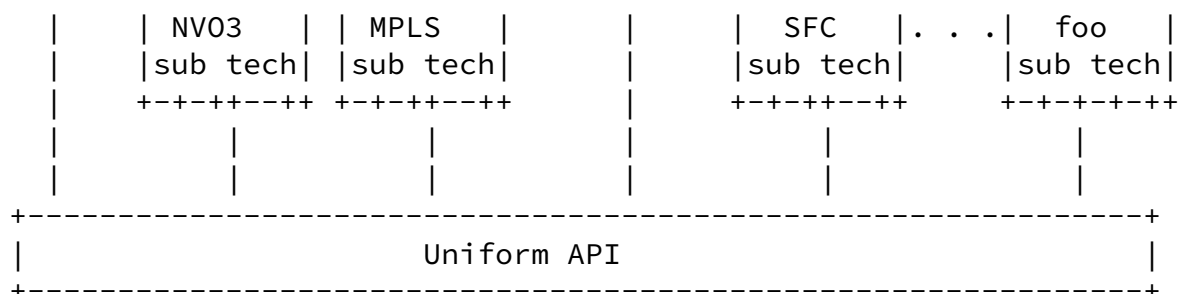 NVO3 MPLS SFC . . . foo
sub tech sub tech sub tech sub tech
Uniform API